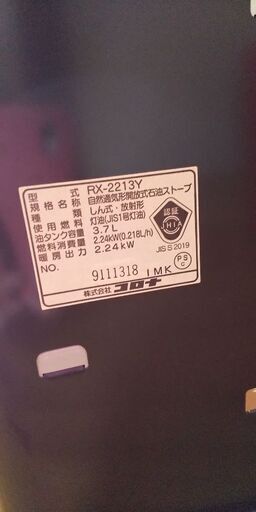 型式 RX-2213Y
規格名称 自然通気形開放式石油ストーブ
種類 しん式・放射形
使用燃料 灯油(JIS1号灯油)
油タンク容量 3.7L
燃料消費量 2.24kW(0.218L/h)
暖房出力 2.24kW
NO. 9111318 IMK
株式会社コロナ
認証
JHIA
JIS S 2019
PS
C